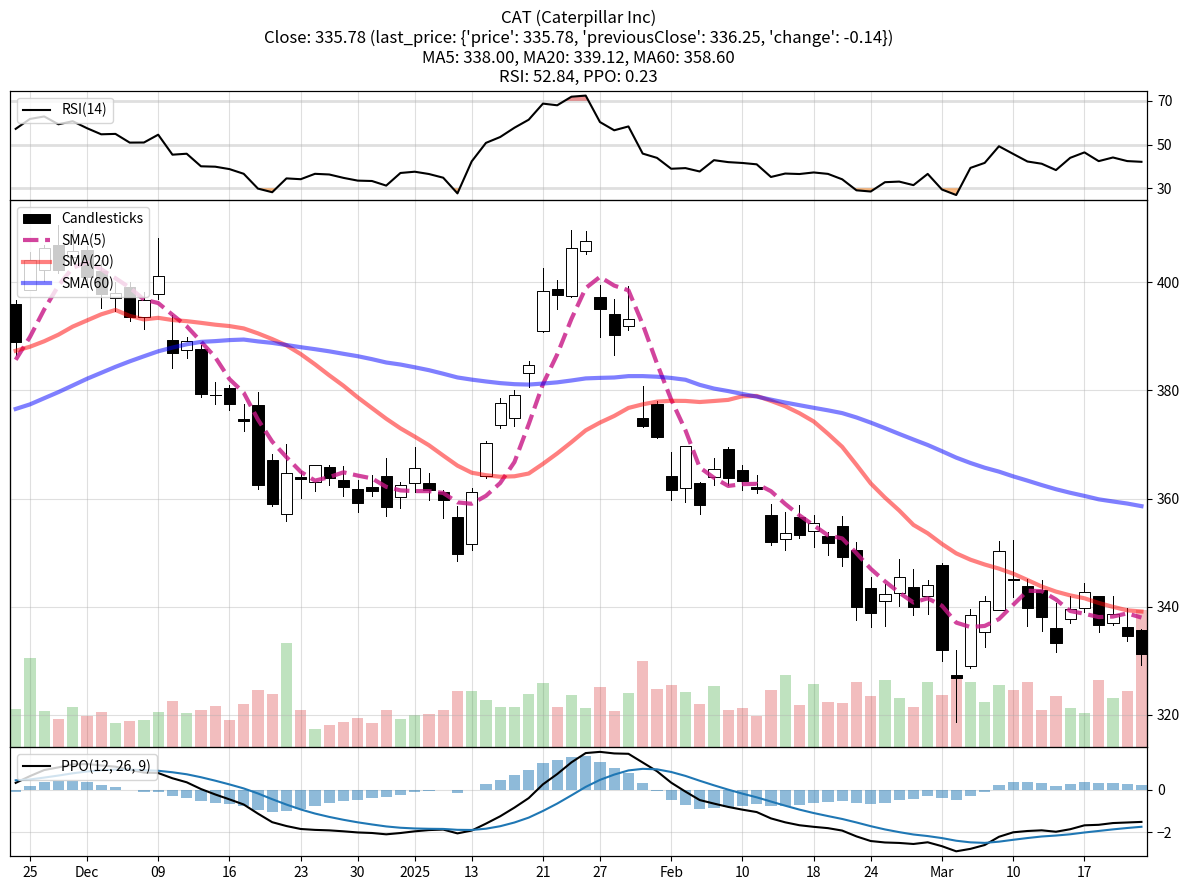 CAT (Caterpillar Inc)
Close: 335.78 (last_price: {'price': 335.78, 'previousClose': 336.25, 'change': -0.14})
MA5: 338.00, MA20: 339.12, MA60: 358.60
RSI: 52.84, PPO: 0.23
RSI(14)
70
50
30
Candlesticks
SMA(5)
SMA(20)
SMA(60)
400
380
360
340
320
PPO(12, 26, 9)
0
−2
25 Dec 09 16 23 30 2025 13 21 27 Feb 10 18 24 Mar 10 17